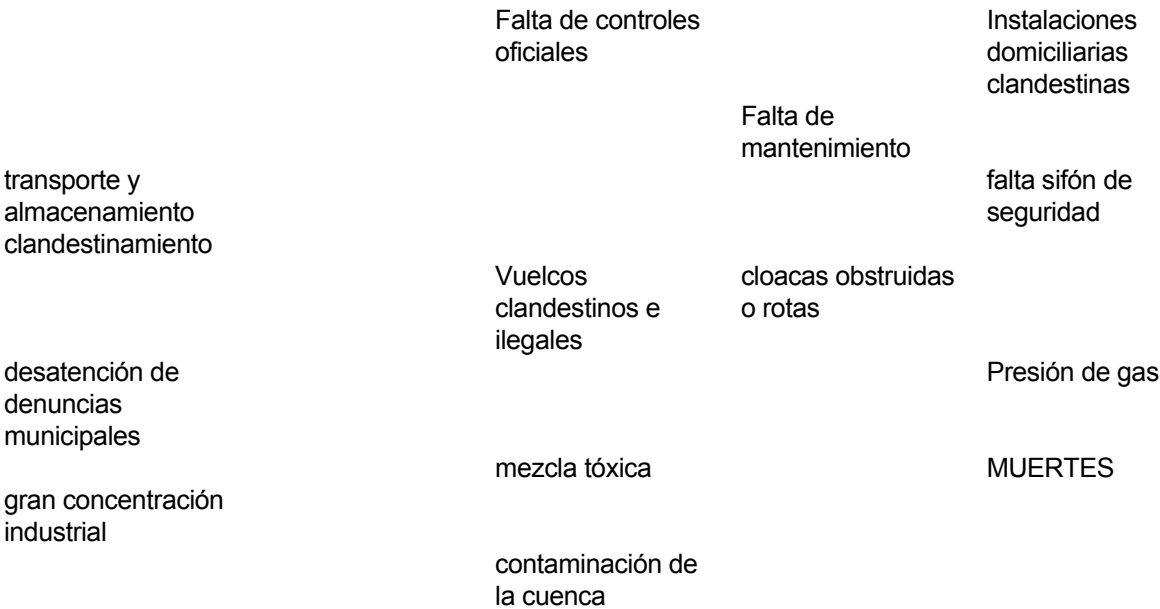 Falta de controles
oficiales
Instalaciones
domiciliarias
clandestinas
Falta de
mantenimiento
transporte y
almacenamiento
clandestinamiento
falta sifón de
seguridad
Vuelcos
clandestinos e
ilegales
cloacas obstruidas
o rotas
desatención de
denuncias
municipales
Presión de gas
mezcla tóxica
MUERTES
gran concentración
industrial
contaminación de
la cuenca